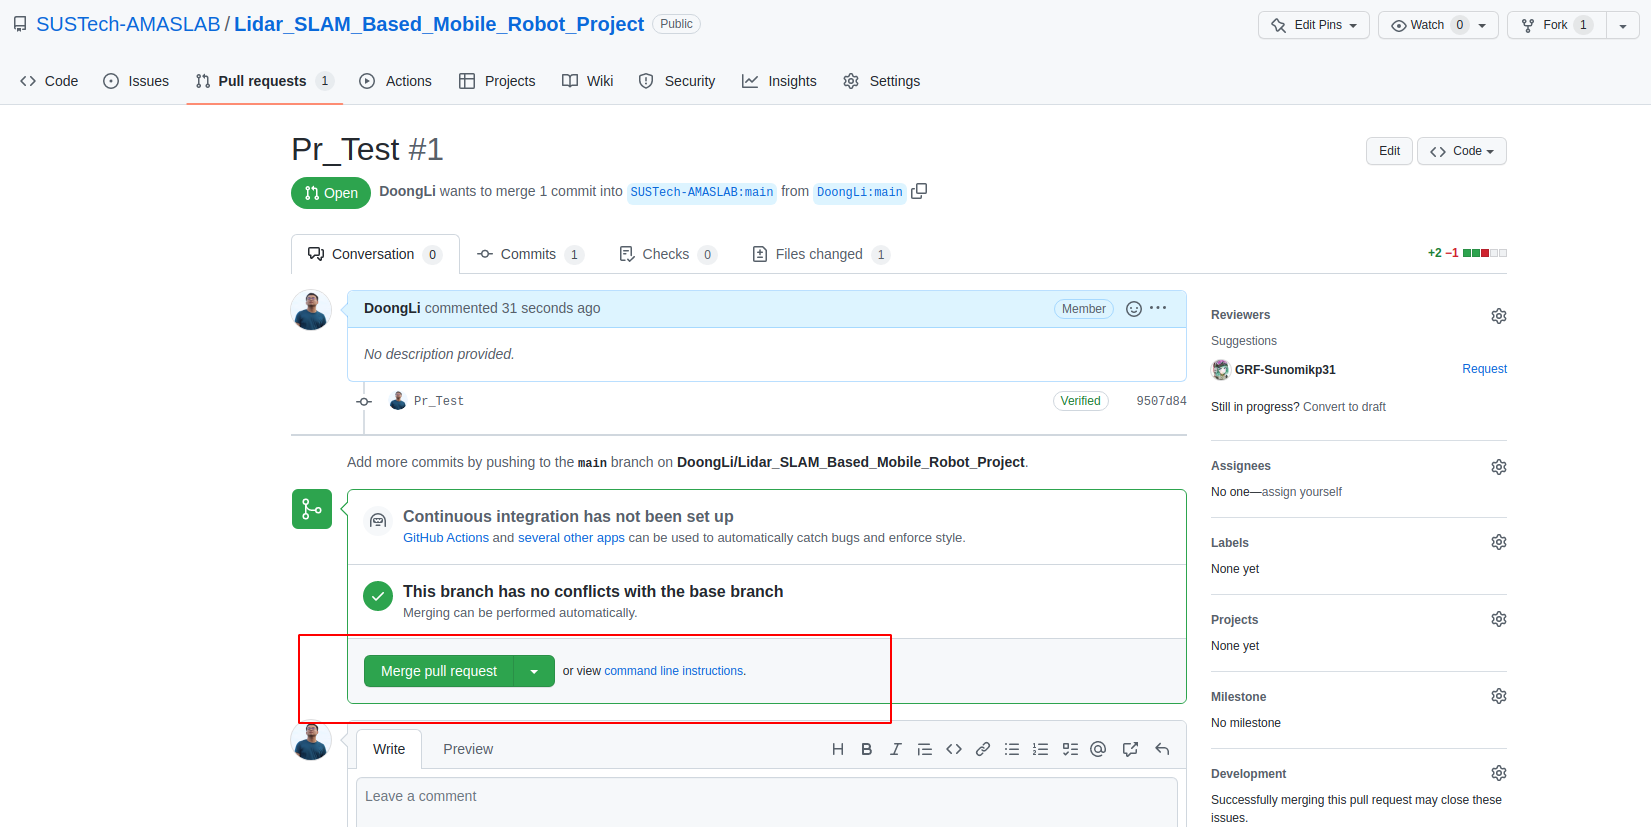 SUSTech-AMASLAB / Lidar_SLAM_Based_Mobile_Robot_Project Public
Edit Pins Watch 0 Fork 1
Code Issues Pull requests 1 Actions Projects Wiki Security Insights Settings
Pr_Test #1
Edit Code
Open DoongLi wants to merge 1 commit into SUSTech-AMASLAB:main from DoongLi:main
Conversation 0 Commits 1 Checks 0 Files changed 1 +2 −1
DoongLi commented 31 seconds ago Member
No description provided.
Pr_Test Verified 9507d84
Add more commits by pushing to the main branch on DoongLi/Lidar_SLAM_Based_Mobile_Robot_Project.
Continuous integration has not been set up
GitHub Actions and several other apps can be used to automatically catch bugs and enforce style.
This branch has no conflicts with the base branch
Merging can be performed automatically.
Merge pull request or view command line instructions.
Write Preview
Leave a comment
Reviewers
Suggestions
GRF-Sunomikp31 Request
Still in progress? Convert to draft
Assignees
No one—assign yourself
Labels
None yet
Projects
None yet
Milestone
No milestone
Development
Successfully merging this pull request may close these
issues.